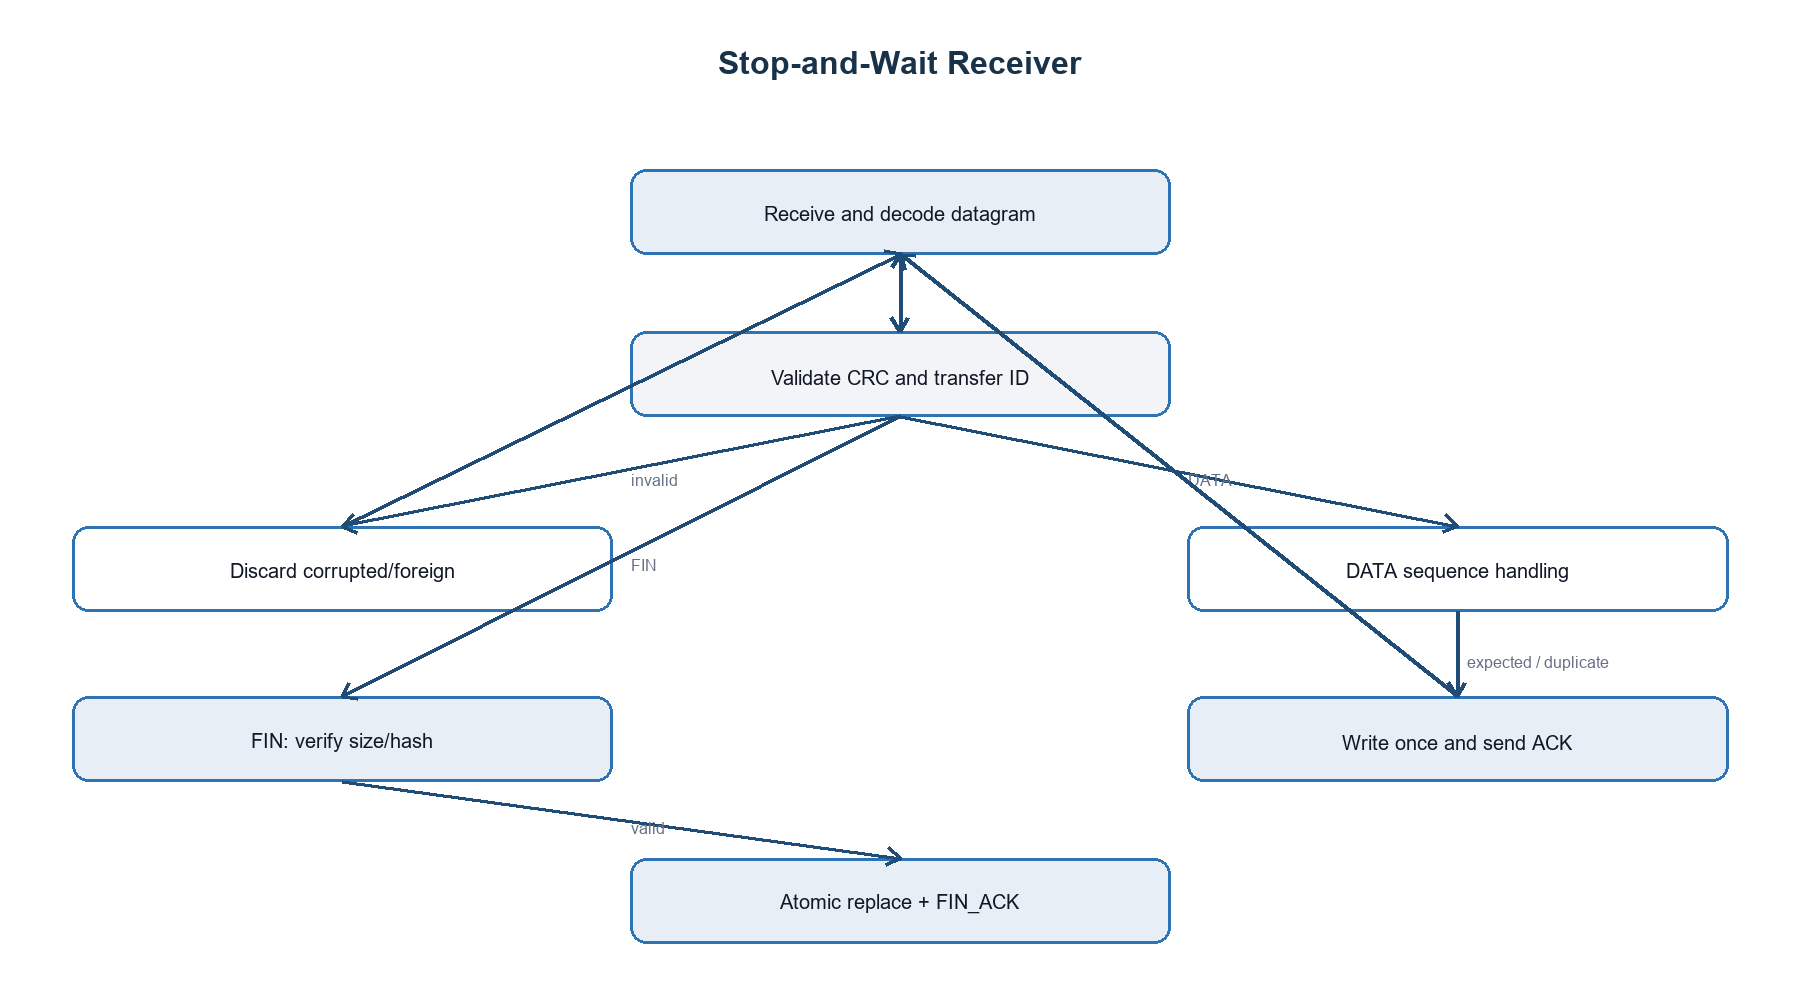 Stop-and-Wait Receiver
Receive and decode datagram
Validate CRC and transfer ID
invalid
DATA
Discard corrupted/foreign
FIN
DATA sequence handling
expected / duplicate
FIN: verify size/hash
Write once and send ACK
valid
Atomic replace + FIN_ACK